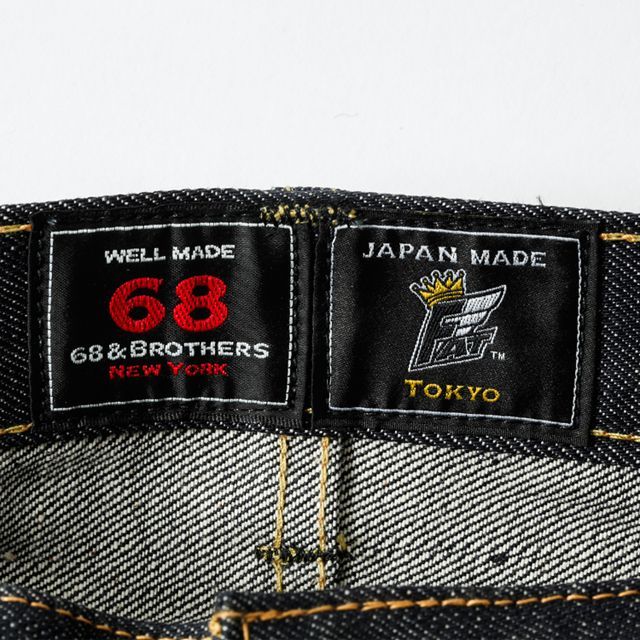 WELL MADE
68
68 & BROTHERS
NEW YORK
JAPAN MADE
FAT
TM
TOKYO